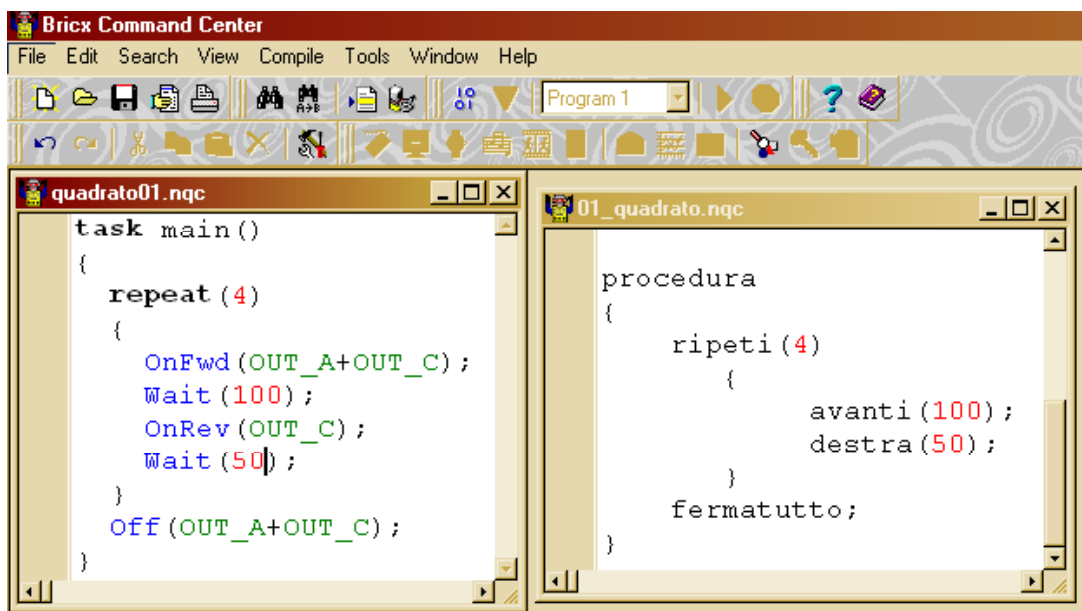 Bricx Command Center
File Edit Search View Compile Tools Window Help
Program 1
quadrato01.nqc
task main()
{
repeat(4)
{
OnFwd(OUT_A+OUT_C);
Wait(100);
OnRev(OUT_C);
Wait(50);
}
Off(OUT_A+OUT_C);
}
01_quadrato.nqc
procedura
{
ripeti(4)
{
avanti(100);
destra(50);
}
fermatutto;
}